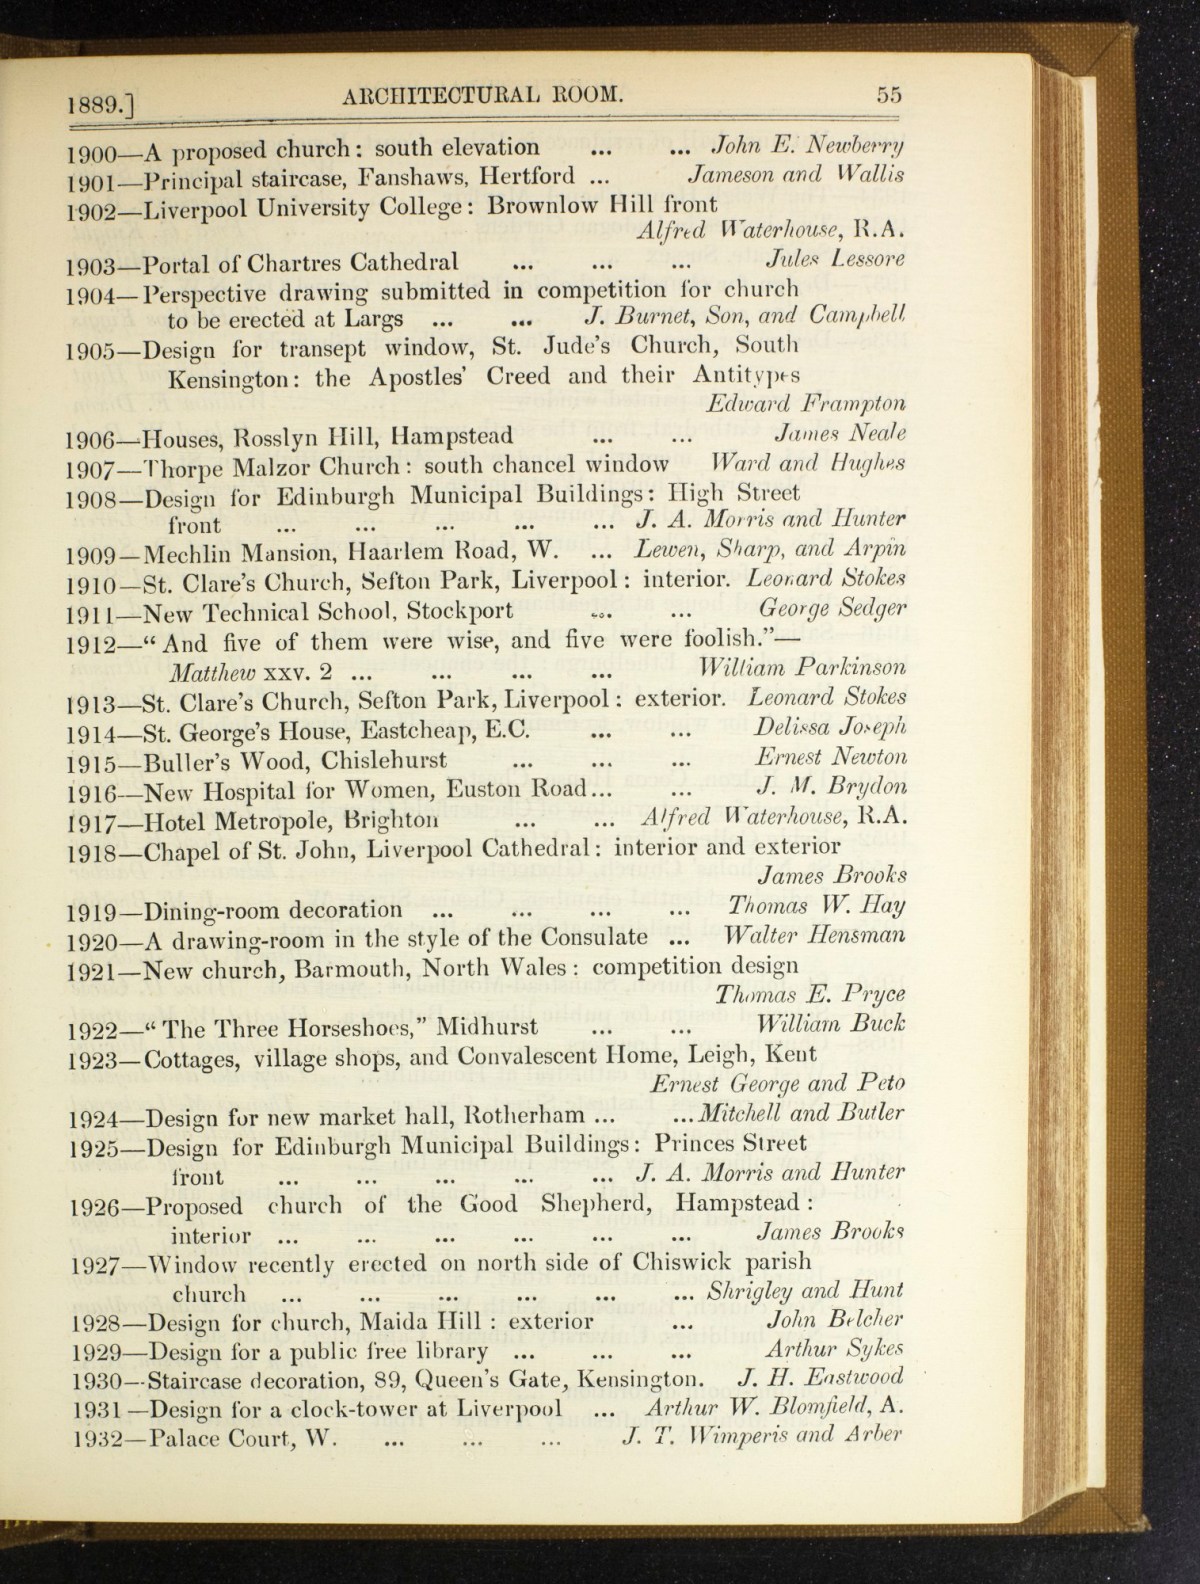 1889.] ARCHITECTURAL ROOM. 55
1900—A proposed church: south elevation ... ... John E. Newberry
1901—Principal staircase, Fanshaws, Hertford ... Jameson and Wallis
1902—Liverpool University College: Brownlow Hill front
Alfred Waterhouse, R.A.
1903—Portal of Chartres Cathedral ... ... ... Jules Lessore
1904—Perspective drawing submitted in competition for church
to be erected at Largs ... ... J. Burnet, Son, and Campbell
1905—Design for transept window, St. Jude's Church, South
Kensington: the Apostles' Creed and their Antitypes
Edward Frampton
1906—Houses, Rosslyn Hill, Hampstead ... ... James Neale
1907—Thorpe Malzor Church: south chancel window Ward and Hughes
1908—Design for Edinburgh Municipal Buildings: High Street
front ... ... ... ... ... J. A. Morris and Hunter
1909—Mechlin Mansion, Haarlem Road, W. ... Lewen, Sharp, and Arpin
1910—St. Clare's Church, Sefton Park, Liverpool: interior. Leonard Stokes
1911—New Technical School, Stockport ... ... George Sedger
1912—"And five of them were wise, and five were foolish."—
Matthew xxv. 2 ... ... ... ... William Parkinson
1913—St. Clare's Church, Sefton Park, Liverpool: exterior. Leonard Stokes
1914—St. George's House, Eastcheap, E.C. ... ... Delissa Joseph
1915—Buller's Wood, Chislehurst ... ... ... Ernest Newton
1916—New Hospital for Women, Euston Road... ... J. M. Brydon
1917—Hotel Metropole, Brighton ... ... Alfred Waterhouse, R.A.
1918—Chapel of St. John, Liverpool Cathedral: interior and exterior
James Brooks
1919—Dining-room decoration ... ... ... ... Thomas W. Hay
1920—A drawing-room in the style of the Consulate ... Walter Hensman
1921—New church, Barmouth, North Wales: competition design
Thomas E. Pryce
1922—"The Three Horseshoes," Midhurst ... ... William Buck
1923—Cottages, village shops, and Convalescent Home, Leigh, Kent
Ernest George and Peto
1924—Design for new market hall, Rotherham ... ...Mitchell and Butler
1925—Design for Edinburgh Municipal Buildings: Princes Street
front ... ... ... ... ... J. A. Morris and Hunter
1926—Proposed church of the Good Shepherd, Hampstead:
interior ... ... ... ... ... ... James Brooks
1927—Window recently erected on north side of Chiswick parish
church ... ... ... ... ... ... Shrigley and Hunt
1928—Design for church, Maida Hill: exterior ... John Belcher
1929—Design for a public free library ... ... ... Arthur Sykes
1930—Staircase decoration, 89, Queen's Gate, Kensington. J. H. Eastwood
1931—Design for a clock-tower at Liverpool ... Arthur W. Blomfield, A.
1932—Palace Court, W. ... ... ... J. T. Wimperis and Arber